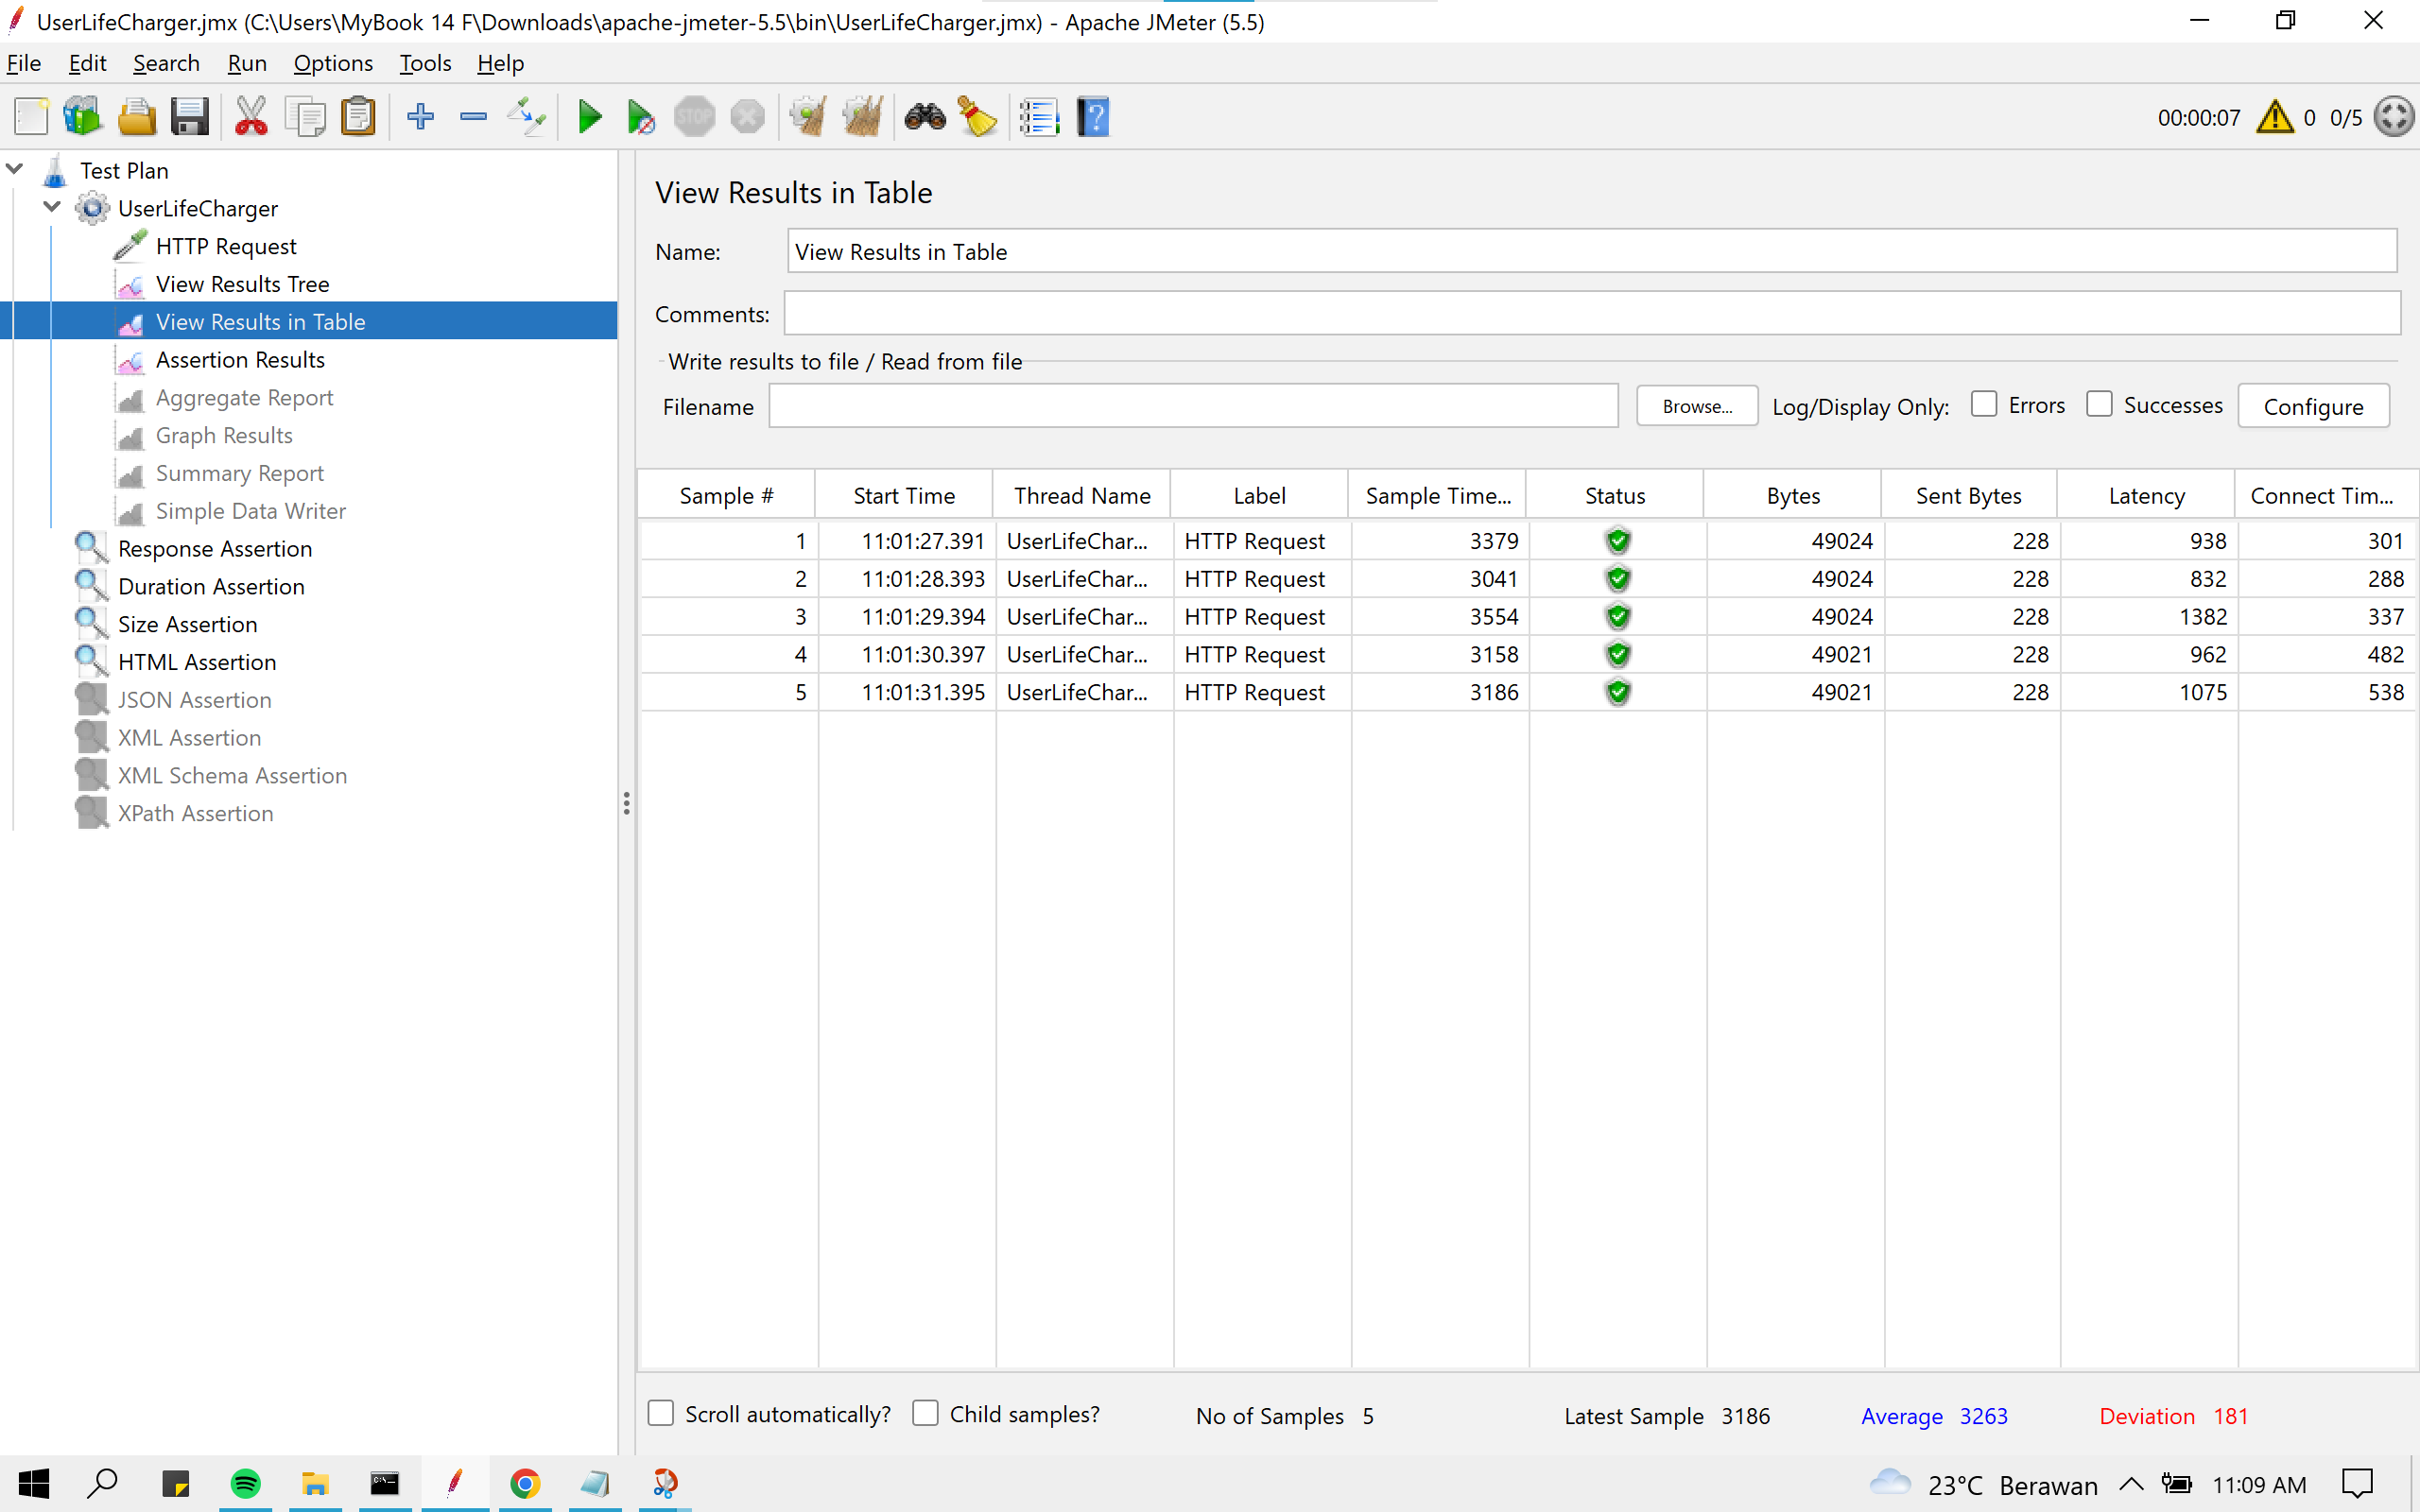 UserLifeCharger.jmx (C:\Users\MyBook 14 F\Downloads\apache-jmeter-5.5\bin\UserLifeCharger.jmx) - Apache JMeter (5.5)
File Edit Search Run Options Tools Help
STOP 00:00:07 0 0/5
Test Plan
UserLifeCharger
HTTP Request
View Results Tree
View Results in Table
Assertion Results
Aggregate Report
Graph Results
Summary Report
Simple Data Writer
Response Assertion
Duration Assertion
Size Assertion
HTML Assertion
JSON Assertion
XML Assertion
XML Schema Assertion
XPath Assertion
View Results in Table
Name: View Results in Table
Comments:
Write results to file / Read from file
Filename Browse... Log/Display Only: Errors Successes Configure
Sample # Start Time Thread Name Label Sample Time... Status Bytes Sent Bytes Latency Connect Tim...
1 11:01:27.391 UserLifeChar... HTTP Request 3379 49024 228 938 301
2 11:01:28.393 UserLifeChar... HTTP Request 3041 49024 228 832 288
3 11:01:29.394 UserLifeChar... HTTP Request 3554 49024 228 1382 337
4 11:01:30.397 UserLifeChar... HTTP Request 3158 49021 228 962 482
5 11:01:31.395 UserLifeChar... HTTP Request 3186 49021 228 1075 538
Scroll automatically? Child samples? No of Samples 5 Latest Sample 3186 Average 3263 Deviation 181
23°C Berawan 11:09 AM